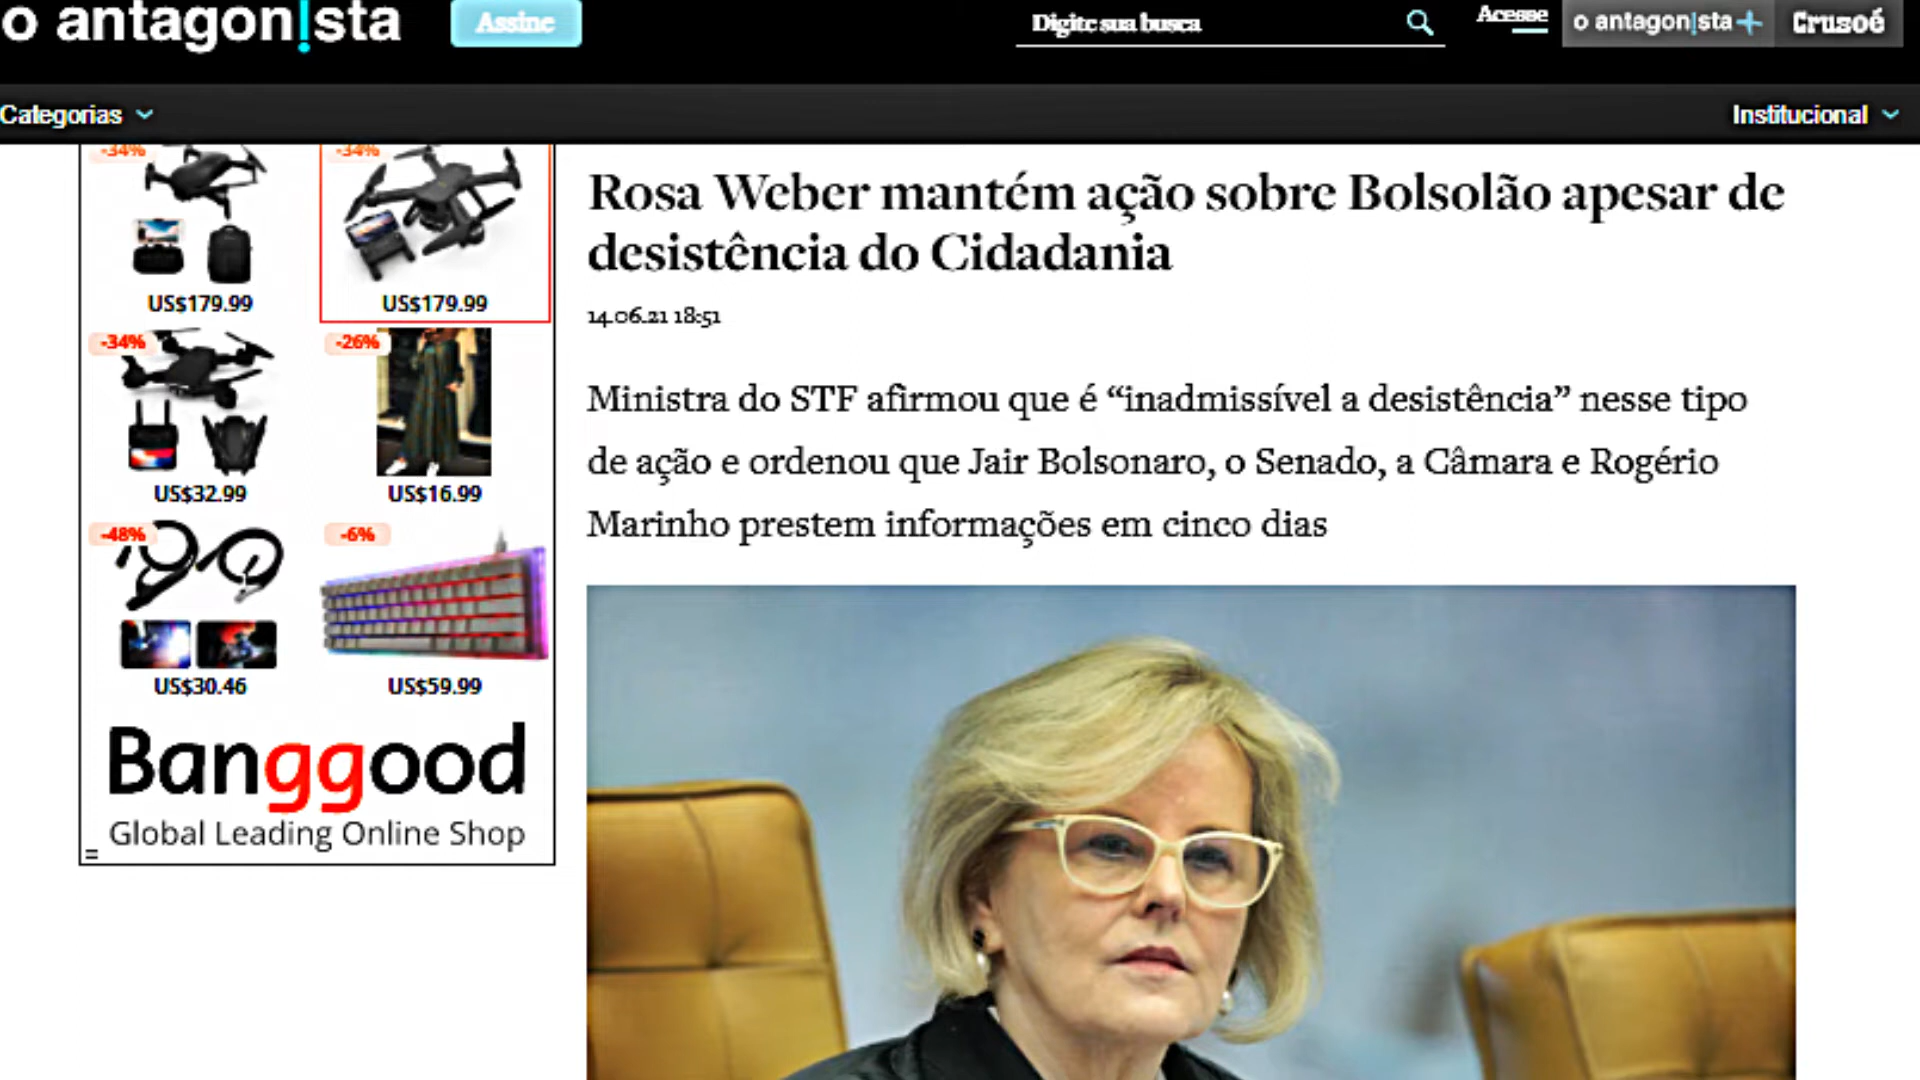 o antagon!sta
Assine
Digite sua busca
Acesse
o antagon!sta+
Crusoé
Categorias
Institucional
-34%
-34%
US$179.99
US$179.99
-34%
-26%
US$32.99
US$16.99
-48%
-6%
US$30.46
US$59.99
Banggood
Global Leading Online Shop
Rosa Weber mantém ação sobre Bolsolão apesar de
desistência do Cidadania
14.06.21 18:51
Ministra do STF afirmou que é “inadmissível a desistência” nesse tipo
de ação e ordenou que Jair Bolsonaro, o Senado, a Câmara e Rogério
Marinho prestem informações em cinco dias